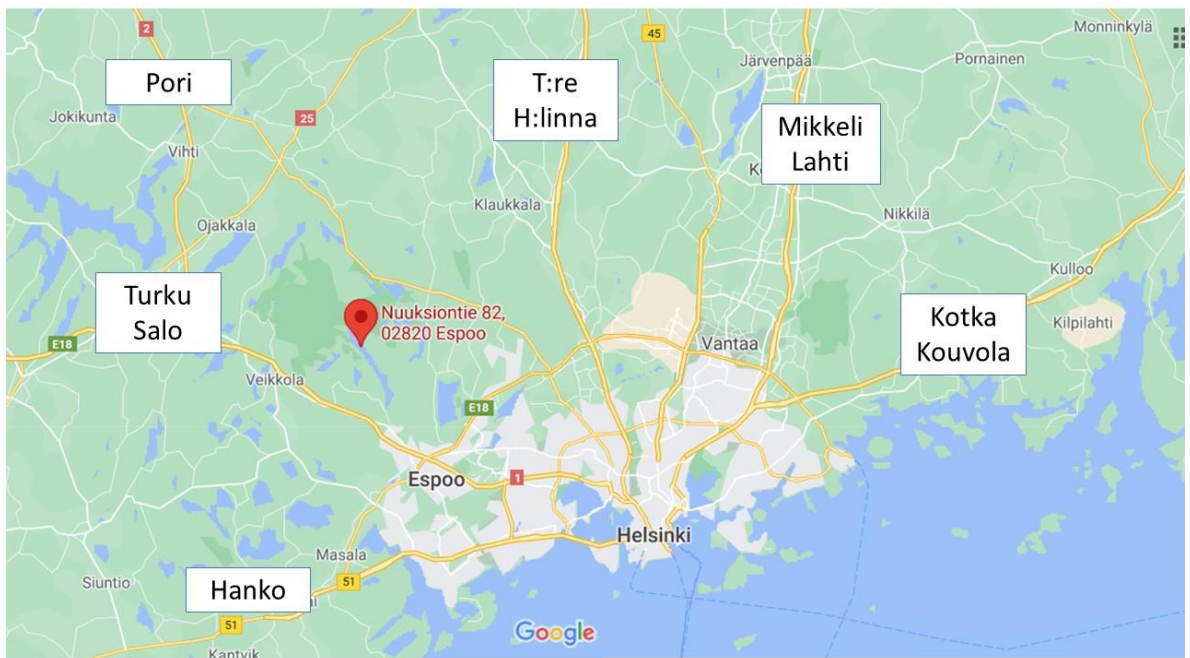 2
45
Monninkylä
Järvenpää
Pornainen
Pori
T:re
H:linna
25
Jokikunta
Mikkeli
Lahti
Vihti
Klaukkala
Nikkilä
Ojakkala
Kulloo
Turku
Salo
Nuuksiontie 82,
02820 Espoo
Kotka
Kouvola
Kilpilahti
E18
Vantaa
Veikkola
E18
Espoo
1
Helsinki
Masala
Siuntio
51
Hanko
51
Google
Kantvik